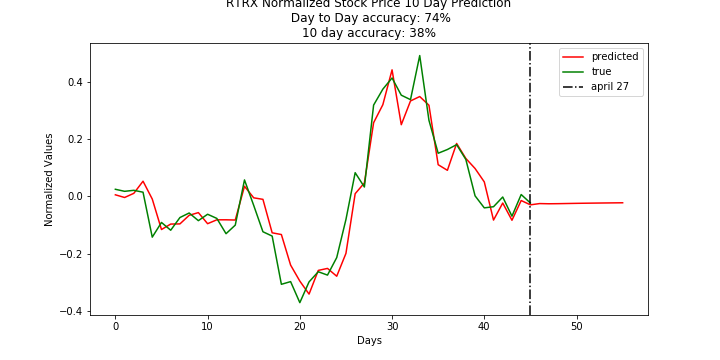 RTRX Normalized Stock Price 10 Day Prediction
Day to Day accuracy: 74%
10 day accuracy: 38%
predicted
true
april 27
Normalized Values
0.4
0.2
0.0
−0.2
−0.4
0
10
20
30
40
50
Days